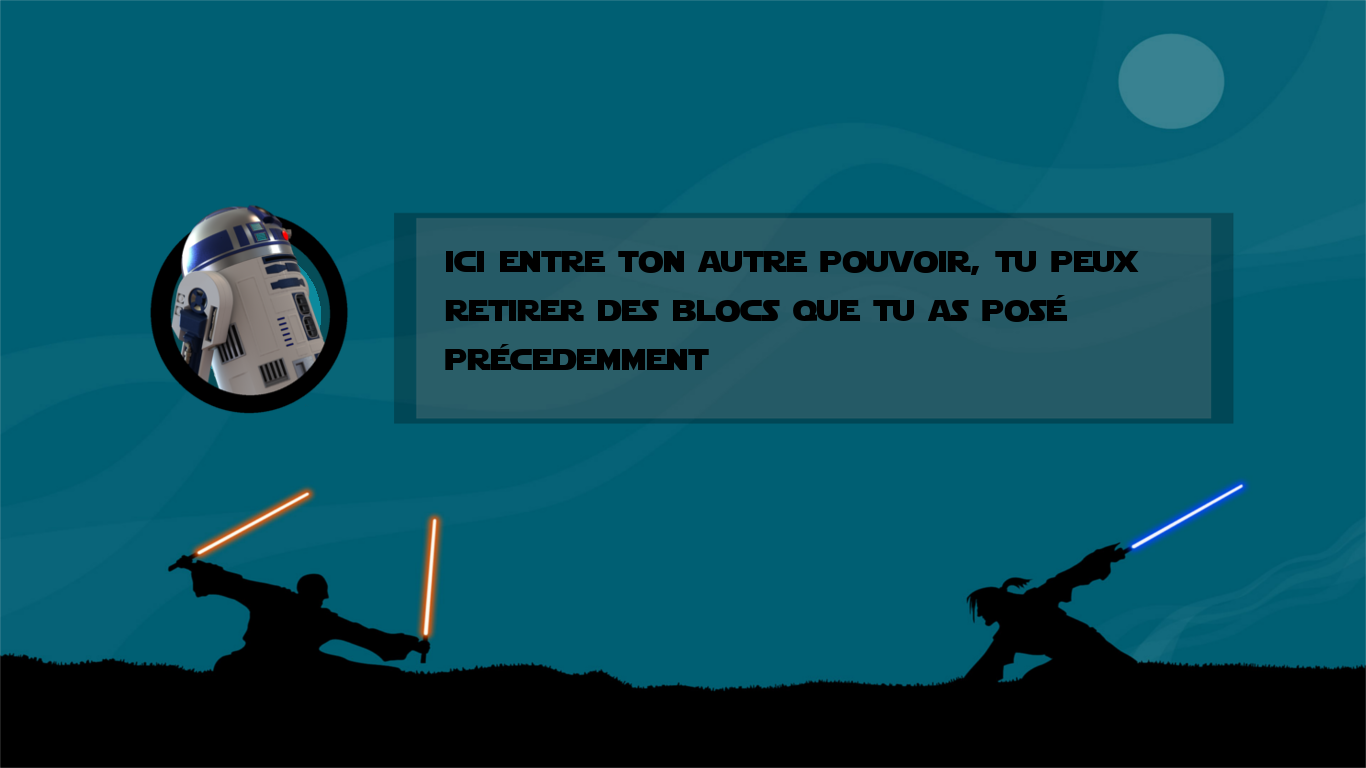 ICI ENTRE TON AUTRE POUVOIR, TU PEUX
RETIRER DES BLOCS QUE TU AS POSÉ
PRÉCEDEMMENT